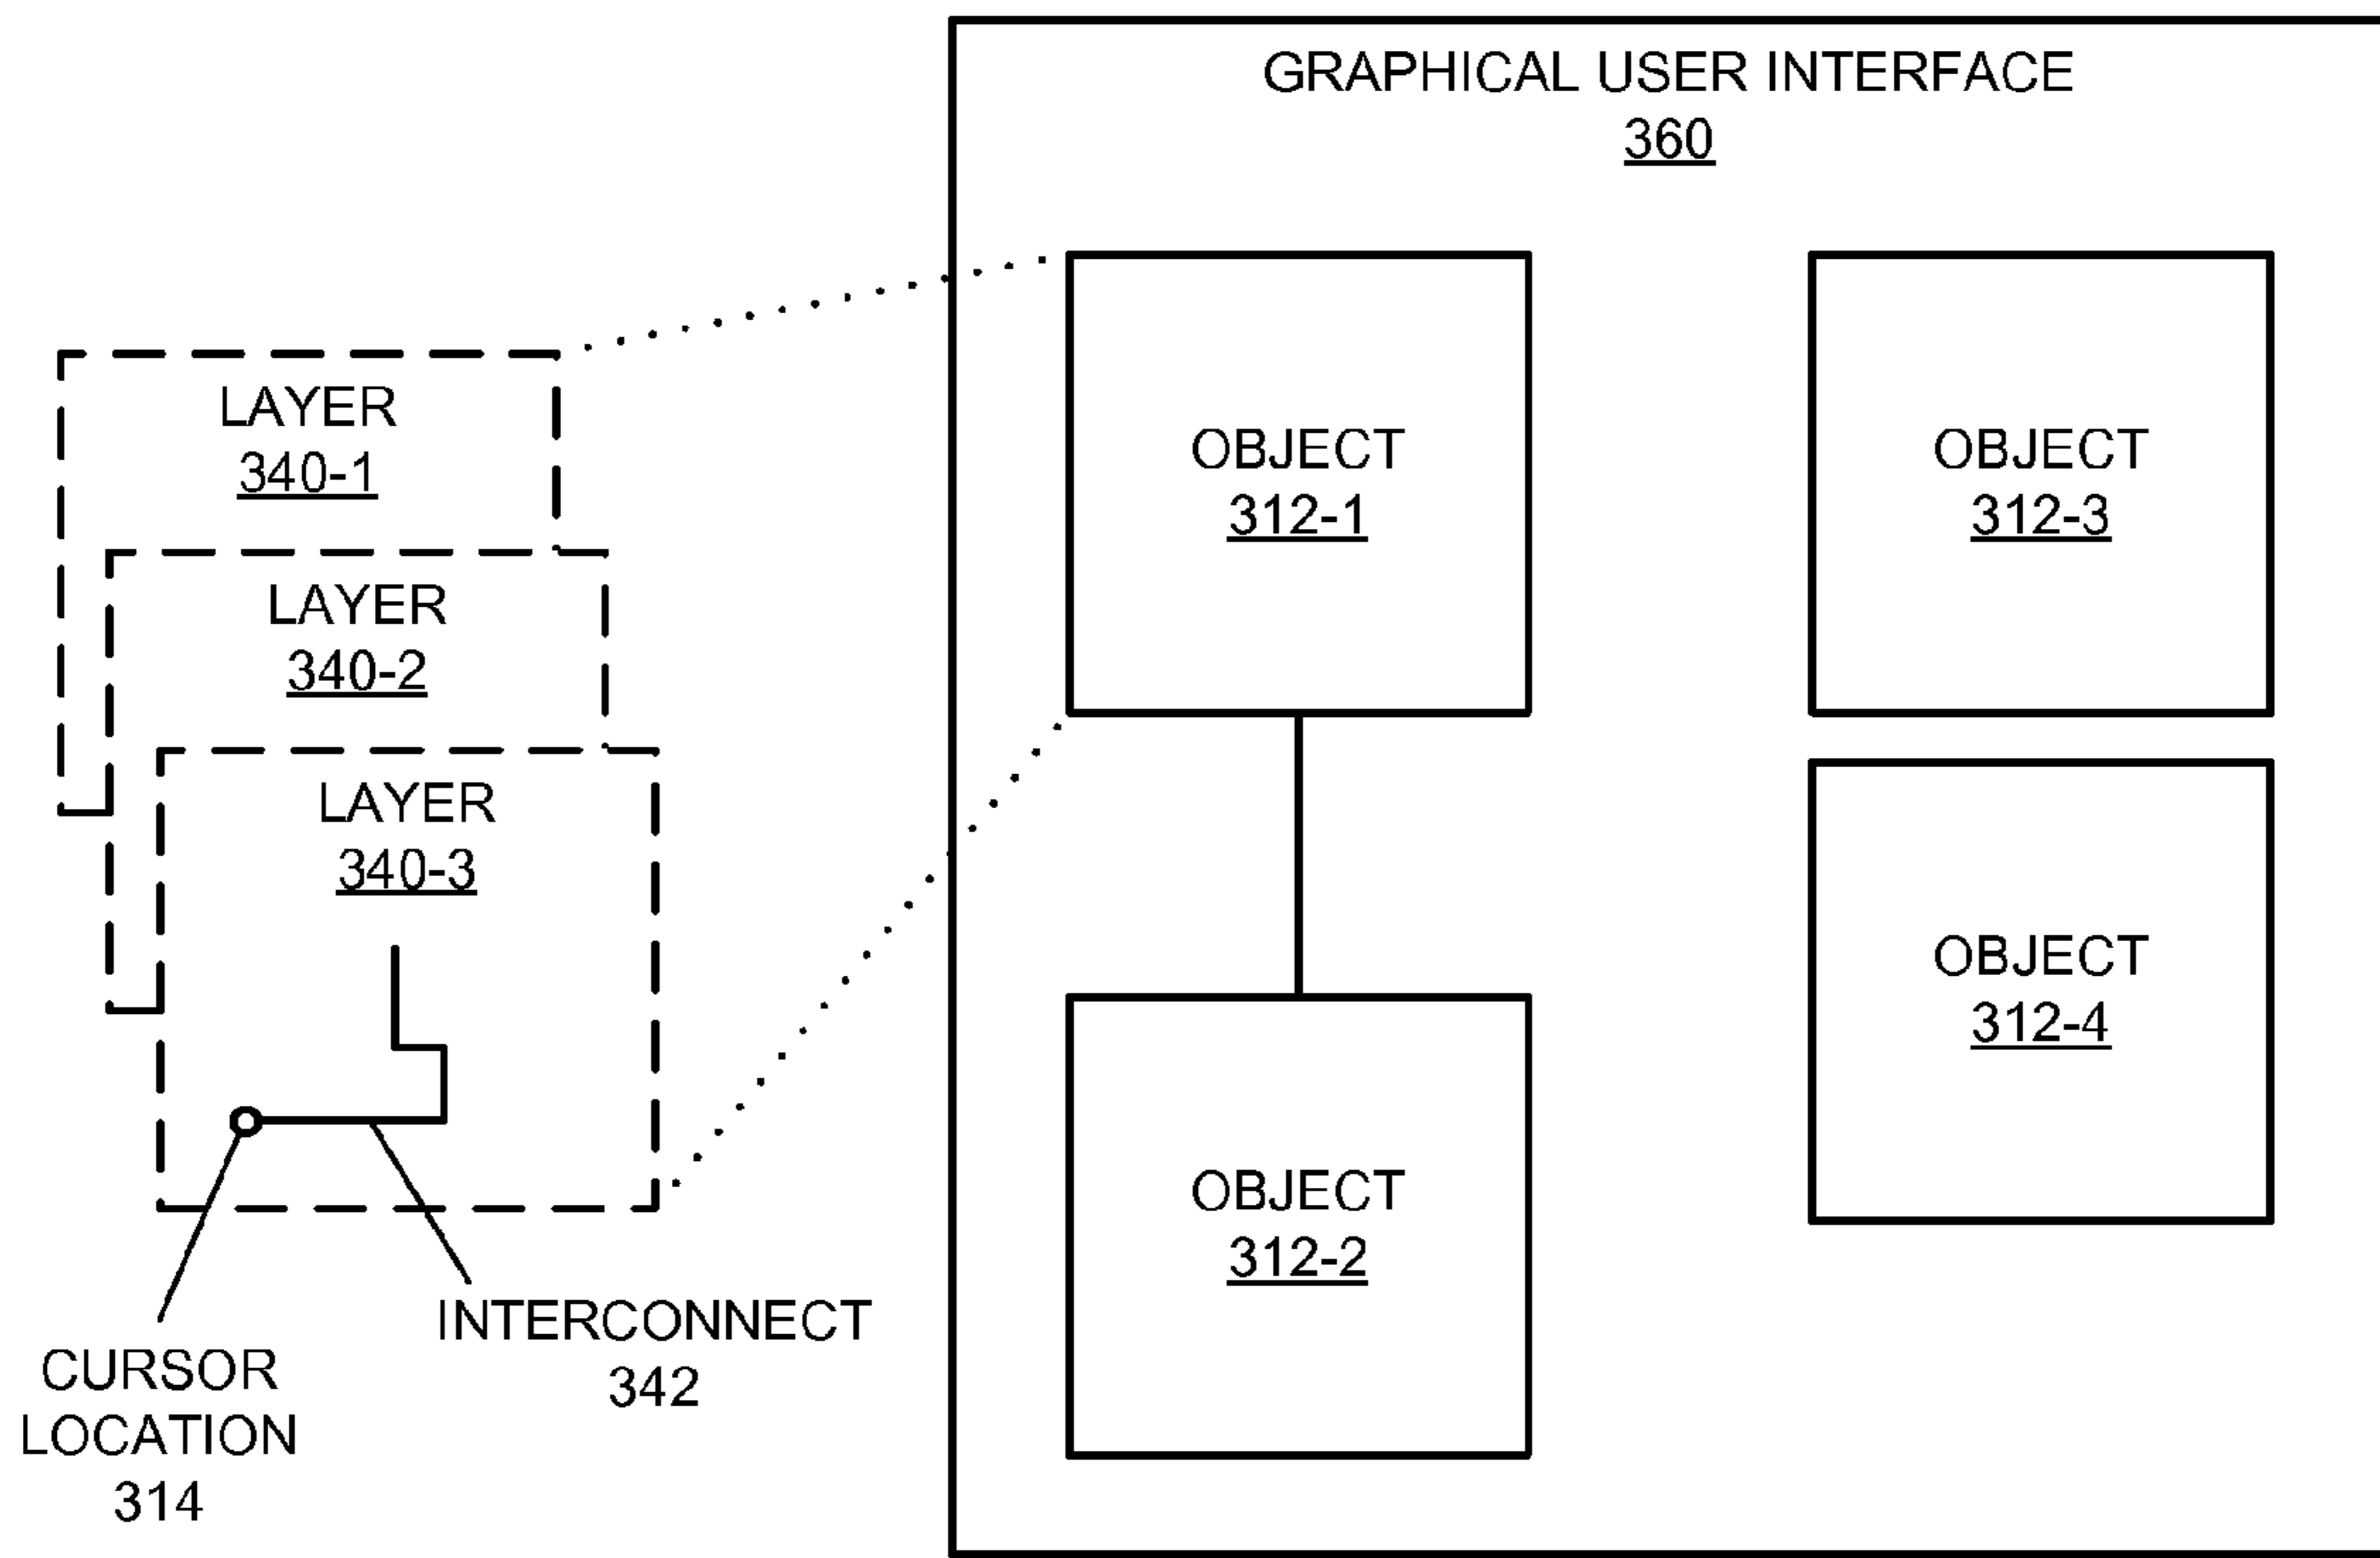 GRAPHICAL USER INTERFACE
360
LAYER
340-1
LAYER
340-2
LAYER
340-3
CURSOR
LOCATION
314
INTERCONNECT
342
OBJECT
312-1
OBJECT
312-2
OBJECT
312-3
OBJECT
312-4